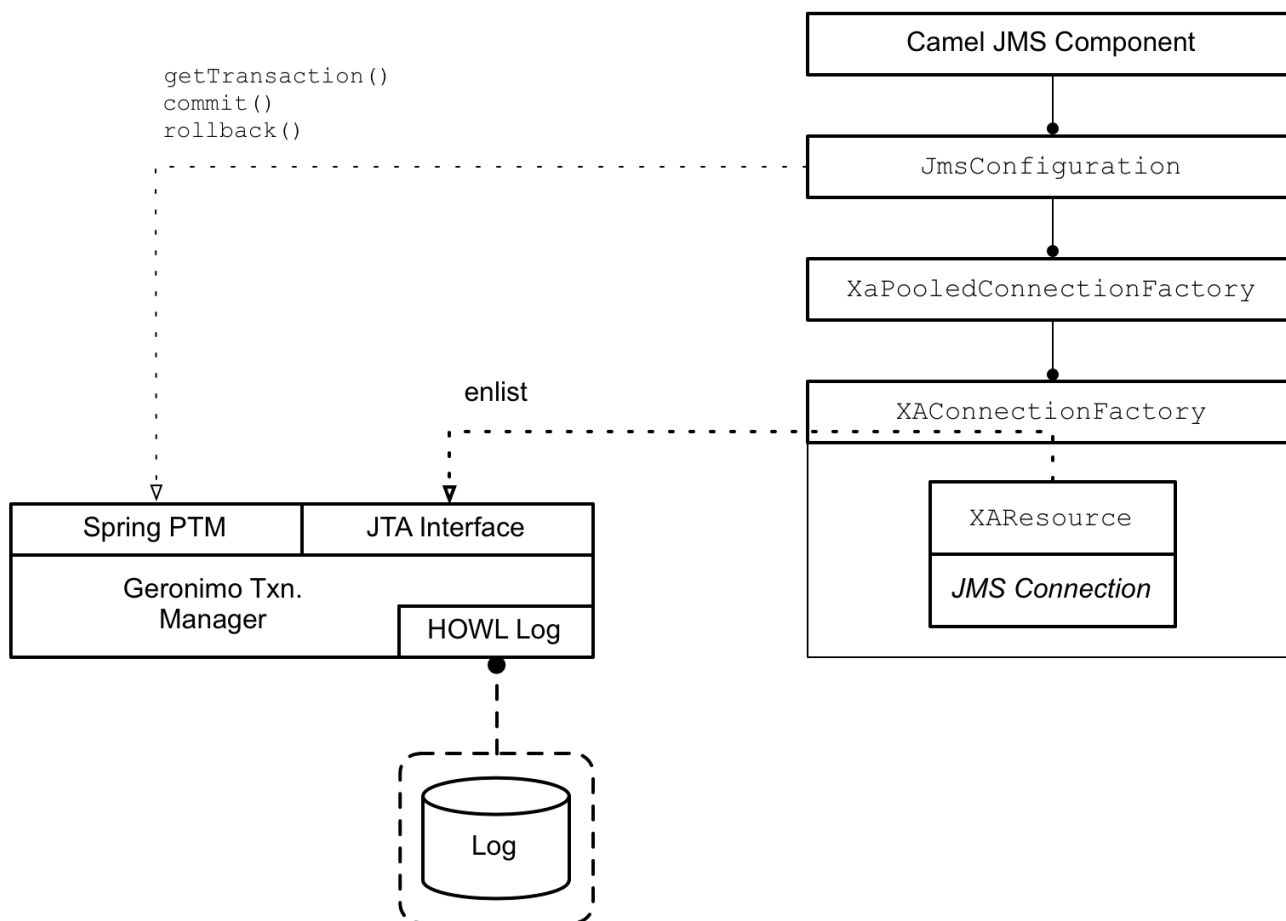 Camel JMS Component
getTransaction()
commit()
rollback()
JmsConfiguration
XaPooledConnectionFactory
enlist
XAConnectionFactory
XAResource
Spring PTM
JTA Interface
JMS Connection
Geronimo Txn.
Manager
HOWL Log
Log